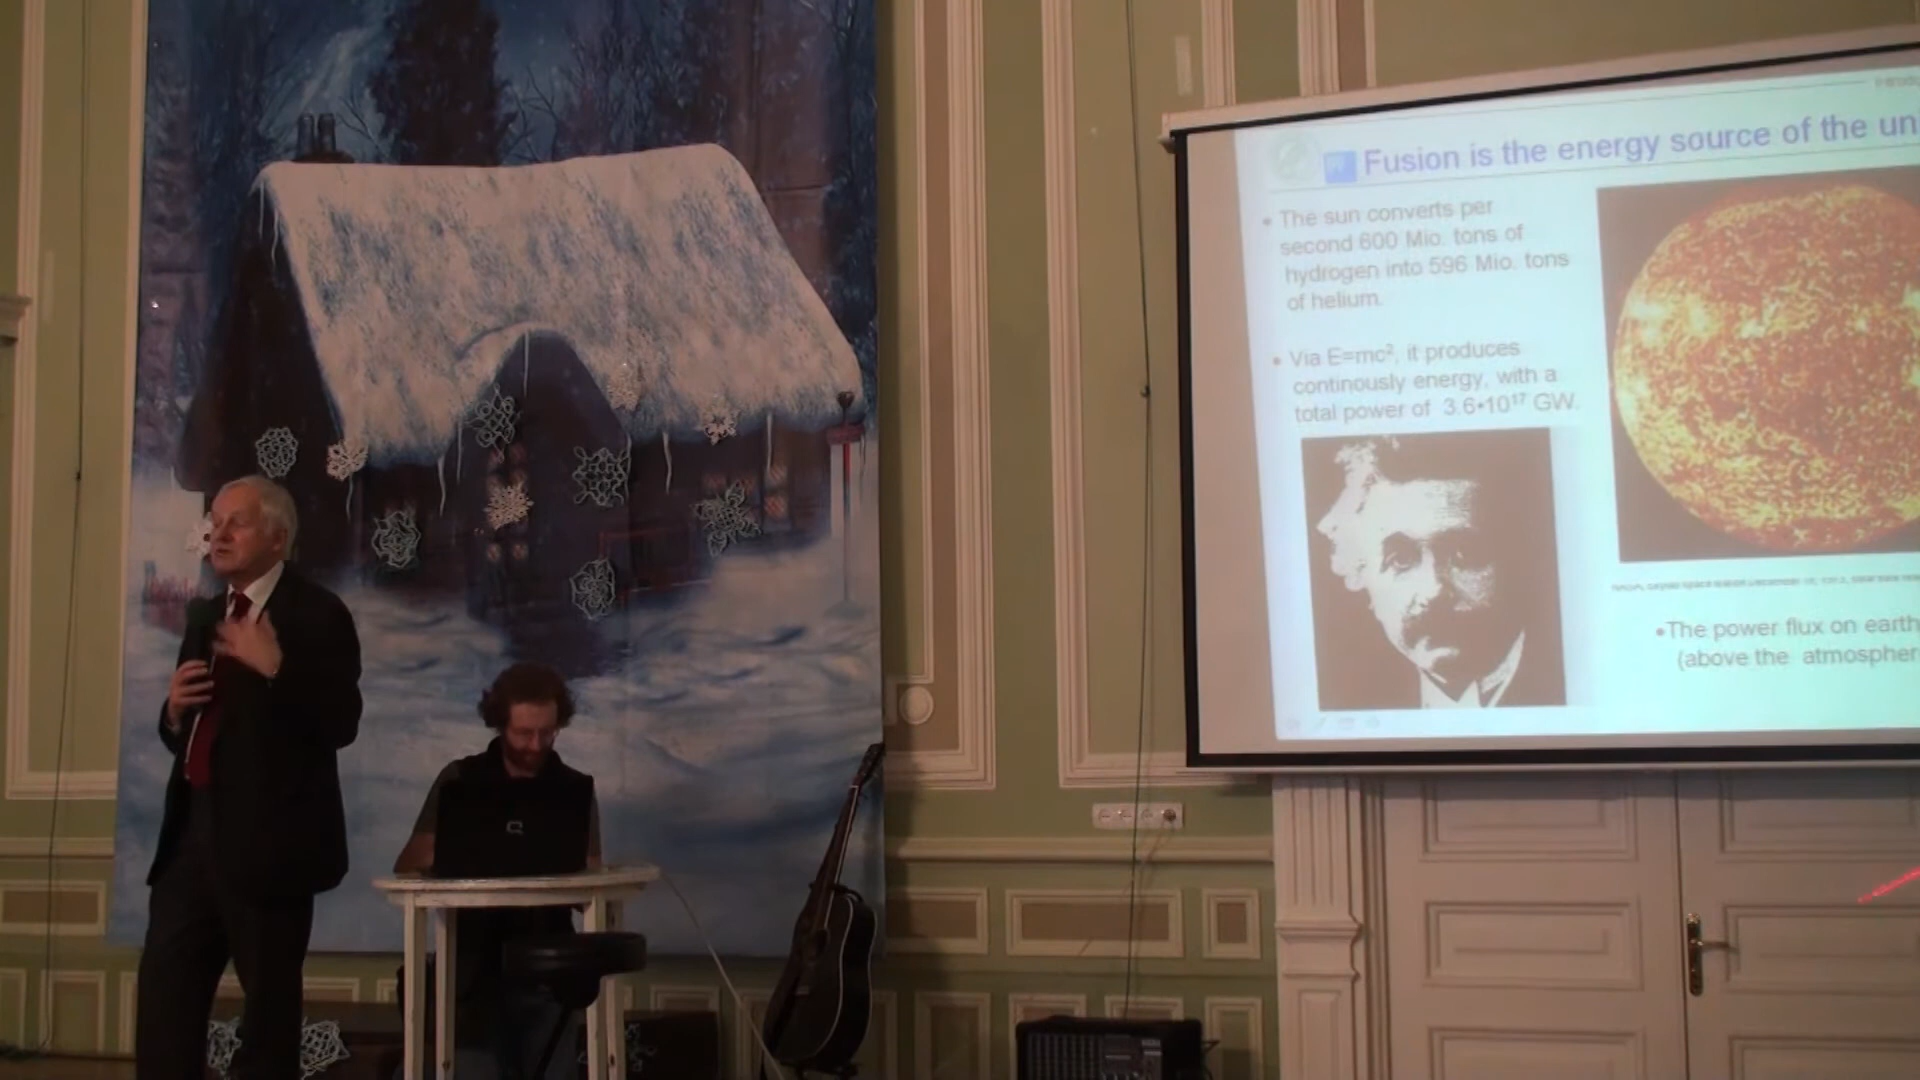 Fusion is the energy source of the un
• The sun converts per
second 600 Mio. tons of
hydrogen into 596 Mio. tons
of helium.
• Via E=mc², it produces
continously energy, with a
total power of 3.6•10¹⁷ GW.
•The power flux on earth
(above the atmospher